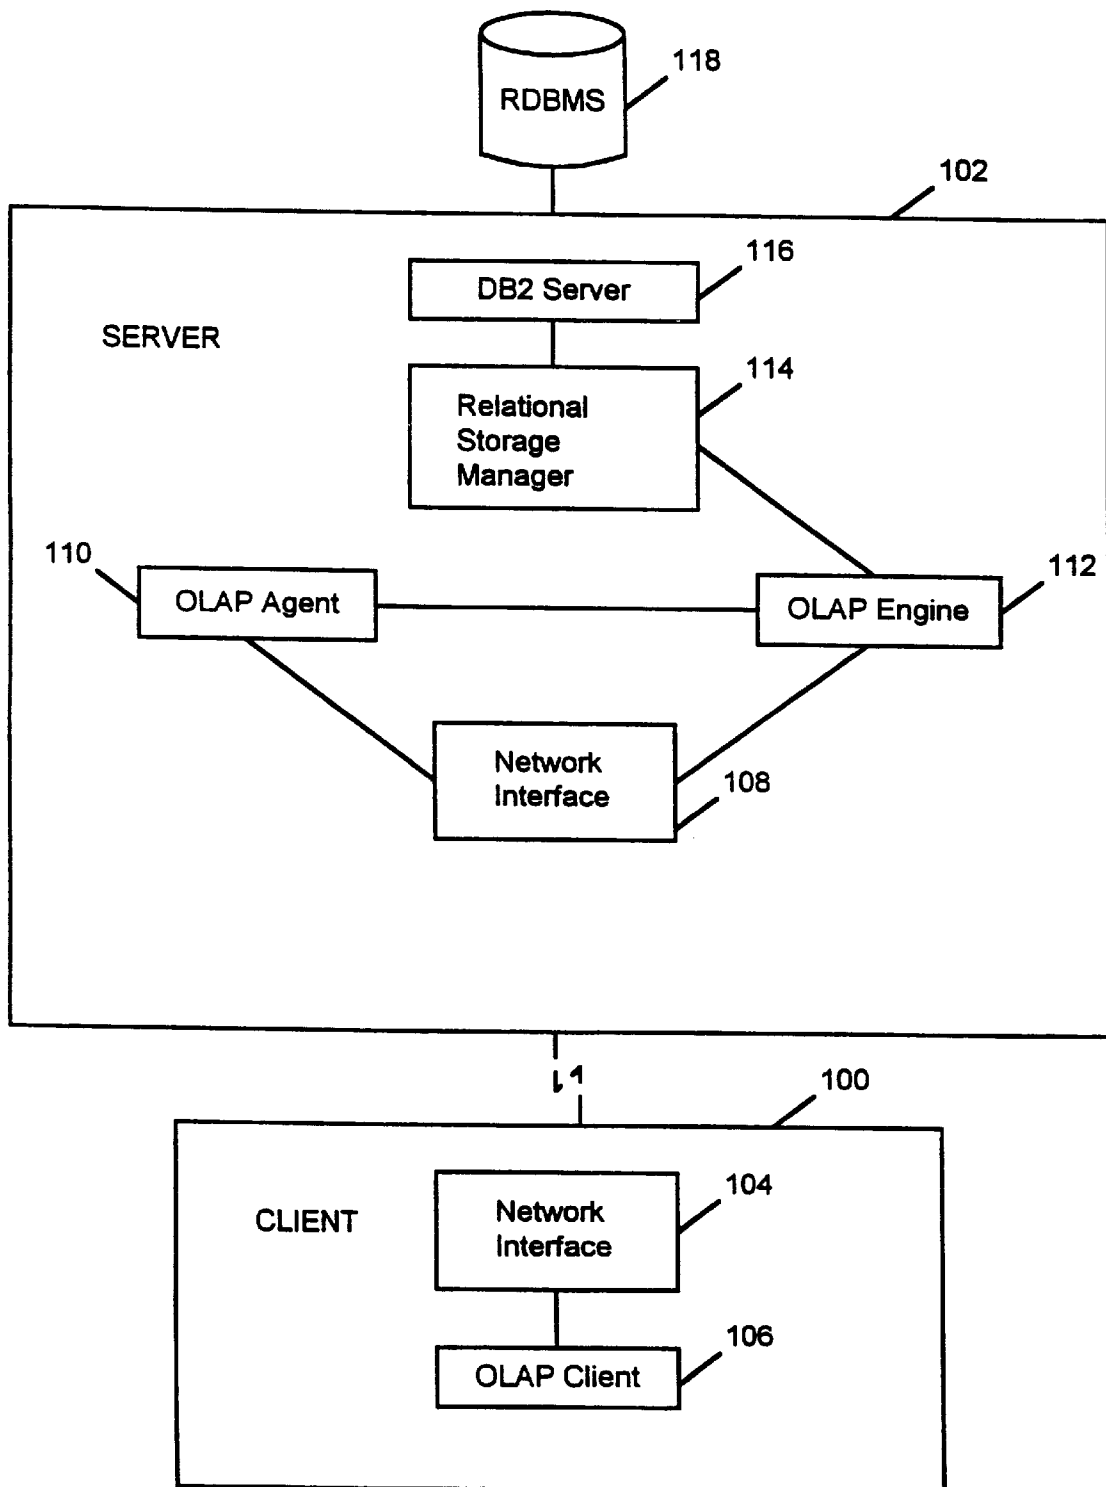 118
RDBMS
102
116
DB2 Server
SERVER
114
Relational
Storage
Manager
110
OLAP Agent
112
OLAP Engine
Network
Interface
108
100
CLIENT
104
Network
Interface
106
OLAP Client